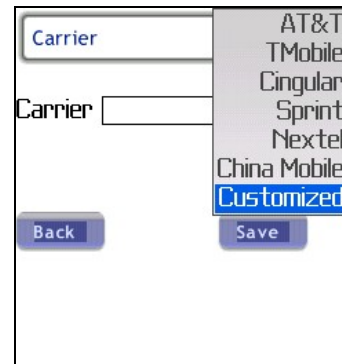 Carrier
AT&T
TMobile
Cingular
Carrier
Sprint
Nextel
China Mobile
Customized
Back
Save